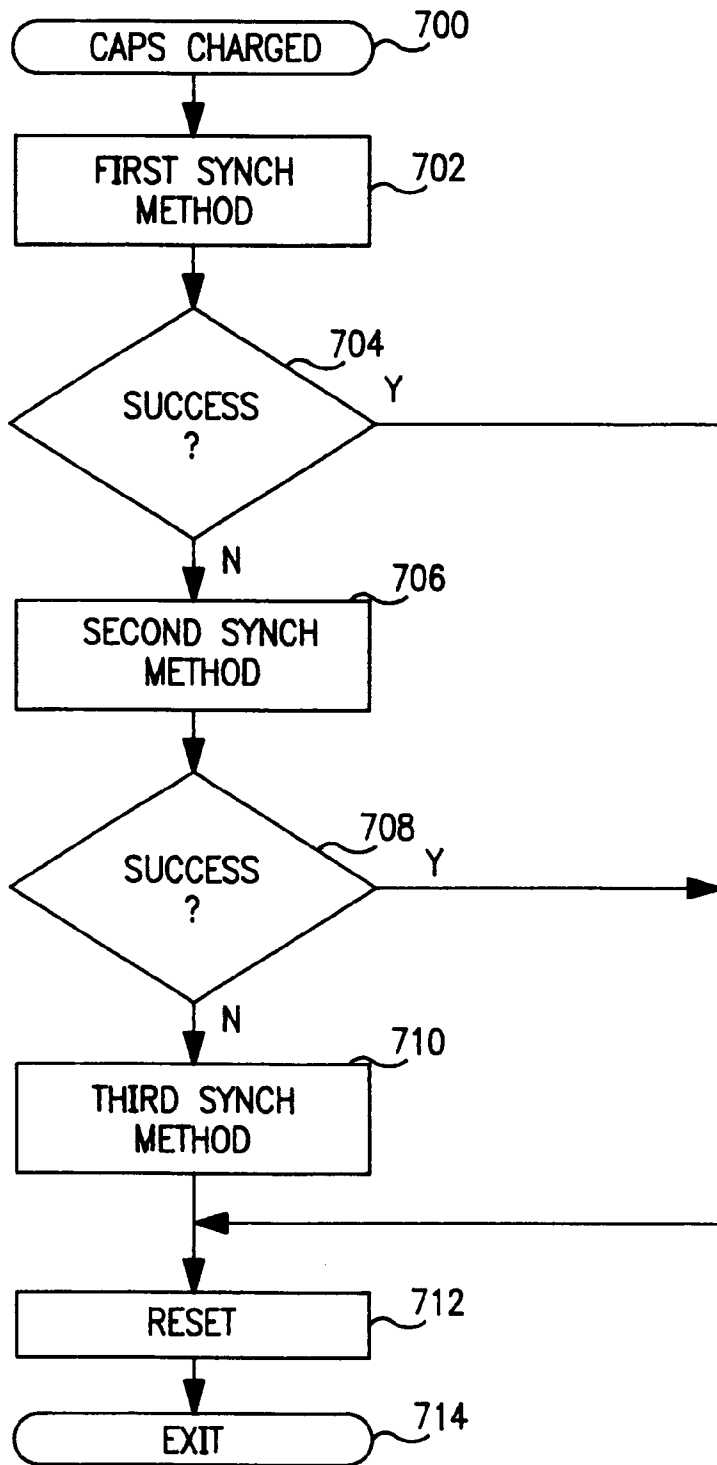 CAPS CHARGED
700
FIRST SYNCH
METHOD
702
704
SUCCESS
?
Y
N
706
SECOND SYNCH
METHOD
708
SUCCESS
?
Y
N
710
THIRD SYNCH
METHOD
RESET
712
EXIT
714